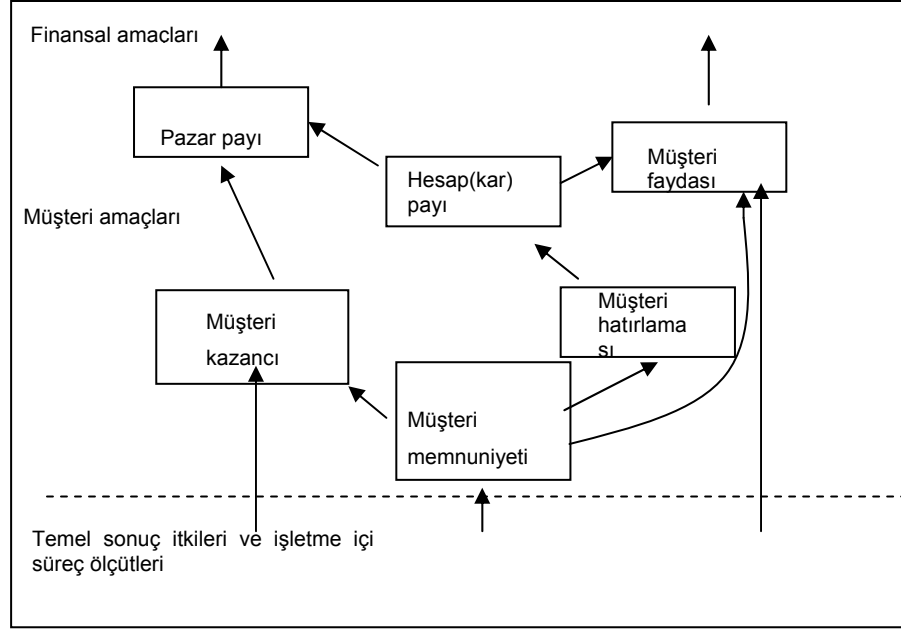 Finansal amaçları
Pazar payı
Hesap(kar)
payı
Müşteri
faydası
Müşteri amaçları
Müşteri
kazancı
Müşteri
hatırlama
sı
Müşteri
memnuniyeti
Temel sonuç itkileri ve işletme içi
süreç ölçütleri